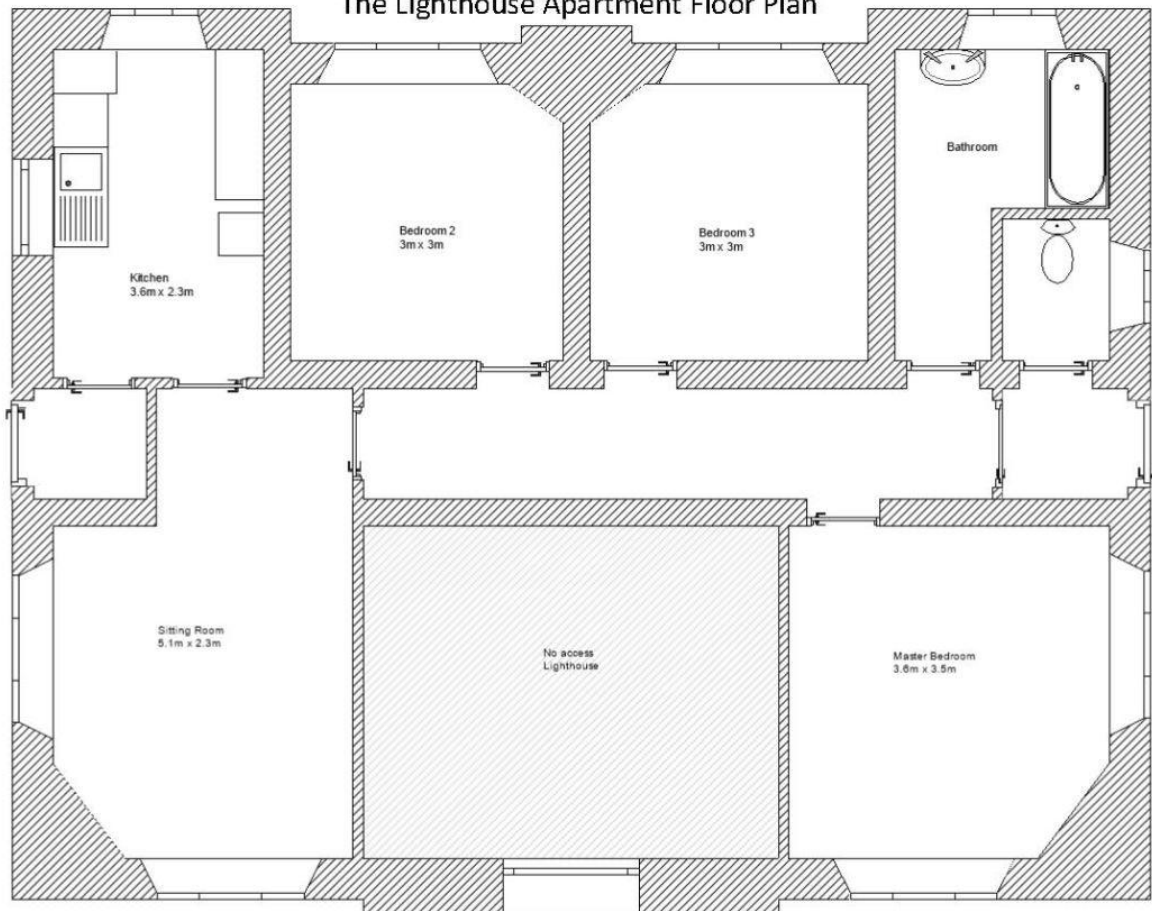 The Lighthouse Apartment Floor Plan
Bathroom
Bedroom 2
3m x 3m
Bedroom 3
3m x 3m
Kitchen
3.6m x 2.3m
Sitting Room
5.1m x 2.3m
No access
Lighthouse
Master Bedroom
3.6m x 3.5m